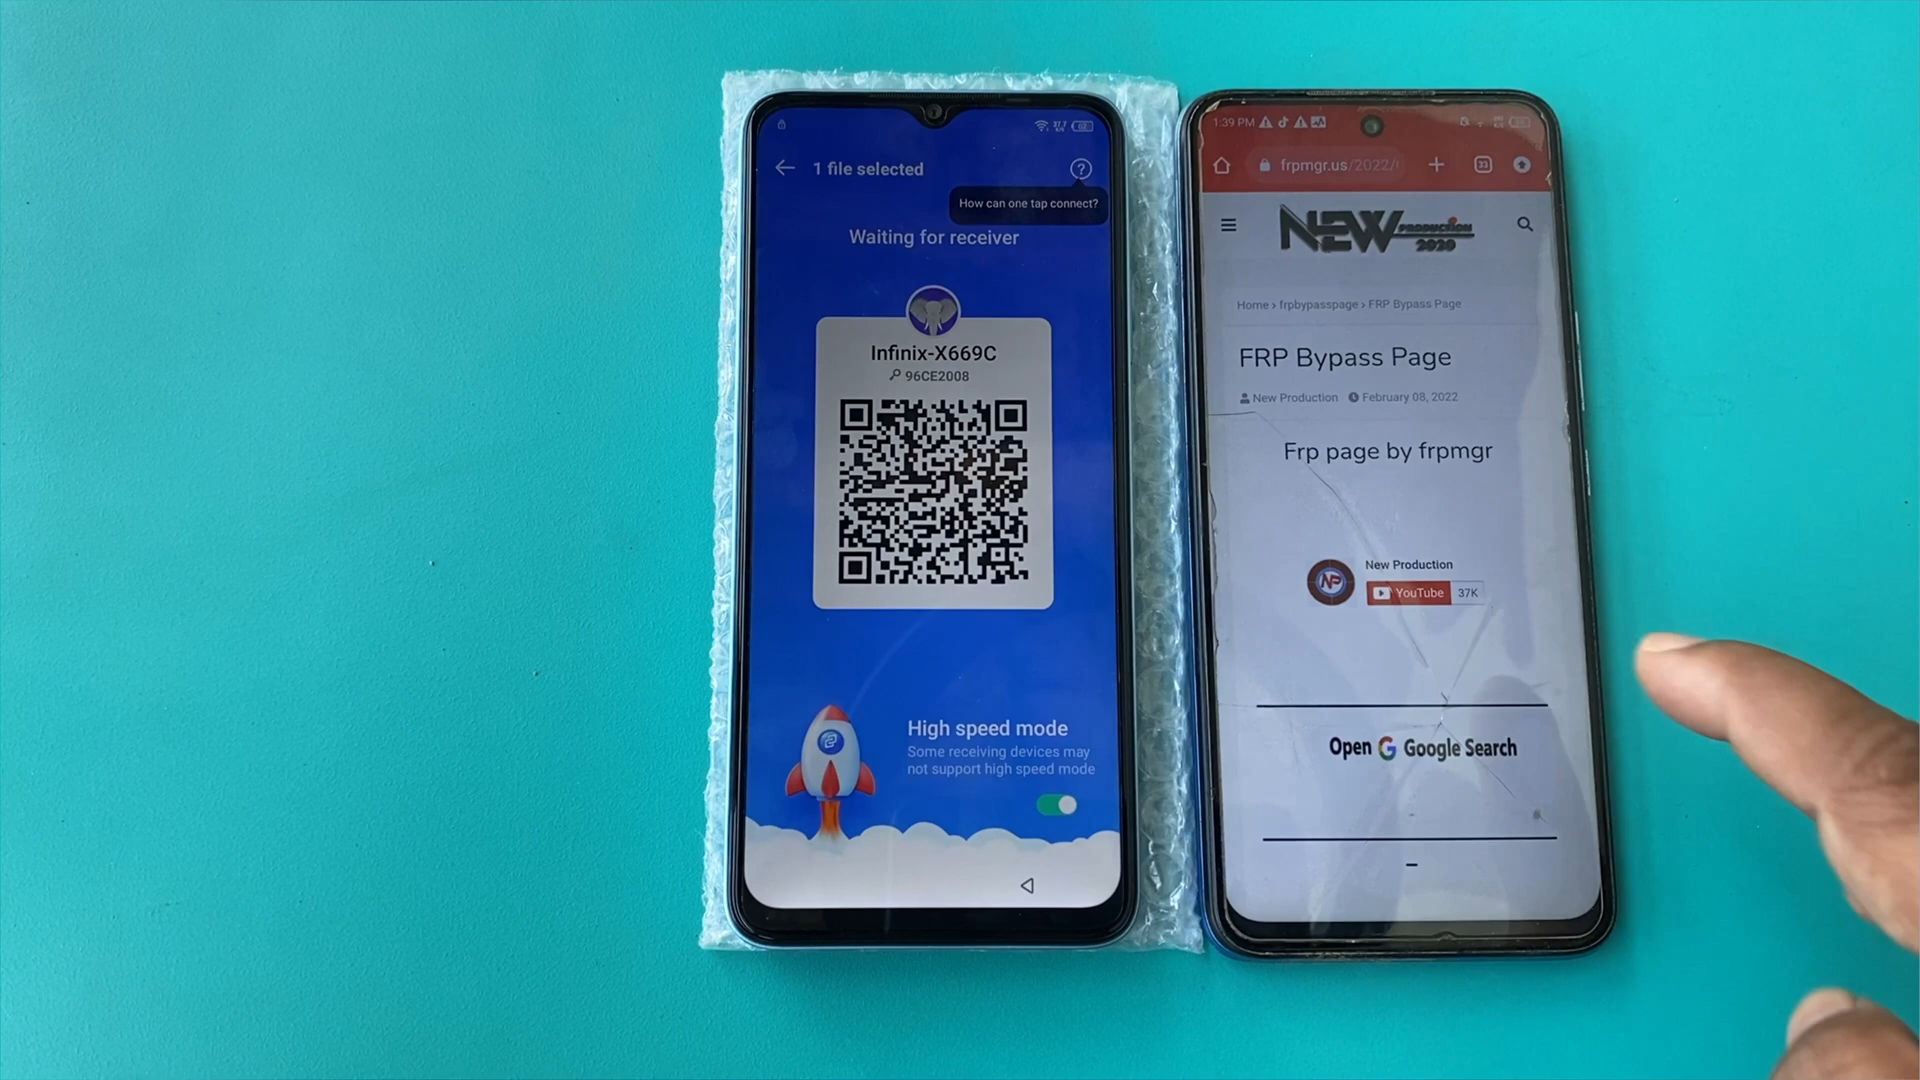 1 file selected
How can one tap connect?
Waiting for receiver
Infinix-X669C
96CE2008
High speed mode
Some receiving devices may
not support high speed mode
1:39 PM
frpmgr.us/2022/
33
NEW
PRODUCTION
2020
Home › frpbypasspage › FRP Bypass Page
FRP Bypass Page
New Production February 08, 2022
Frp page by frpmgr
NP
New Production
YouTube 37K
Open G Google Search